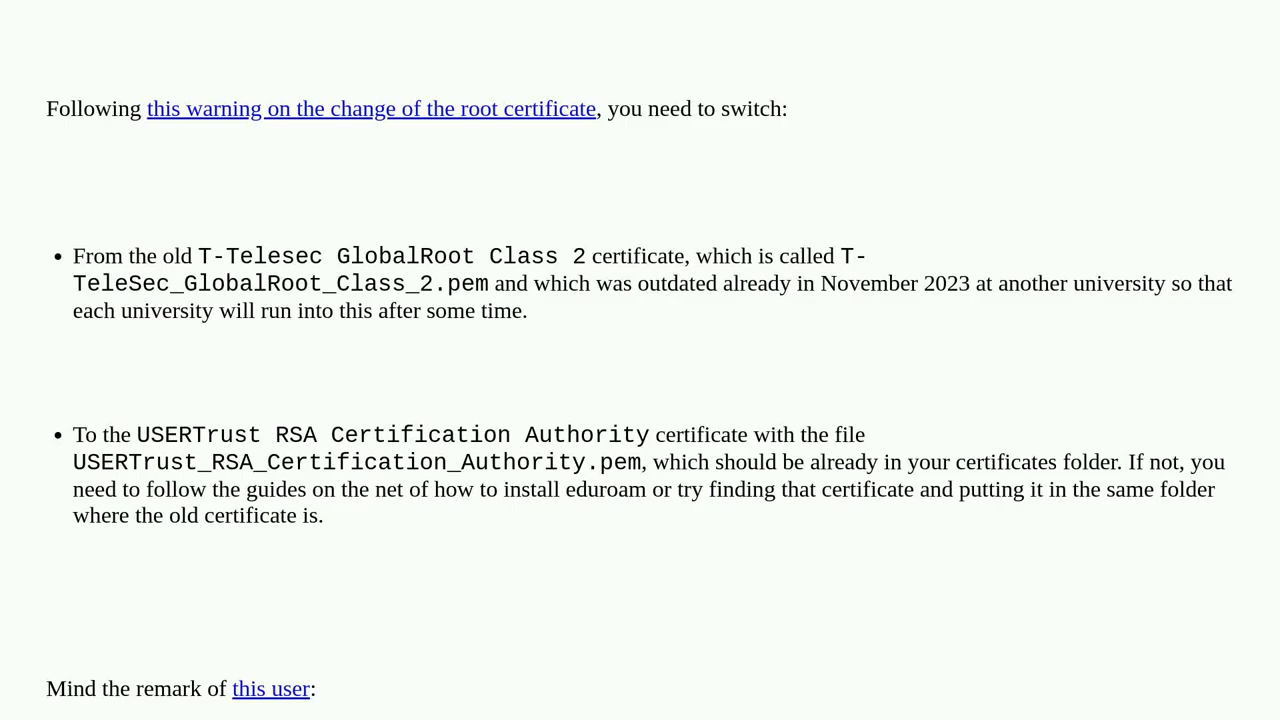 Following this warning on the change of the root certificate, you need to switch:
• From the old T-Telesec GlobalRoot Class 2 certificate, which is called T-
TeleSec_GlobalRoot_Class_2.pem and which was outdated already in November 2023 at another university so that
each university will run into this after some time.
• To the USERTrust RSA Certification Authority certificate with the file
USERTrust_RSA_Certification_Authority.pem, which should be already in your certificates folder. If not, you
need to follow the guides on the net of how to install eduroam or try finding that certificate and putting it in the same folder
where the old certificate is.
Mind the remark of this user: